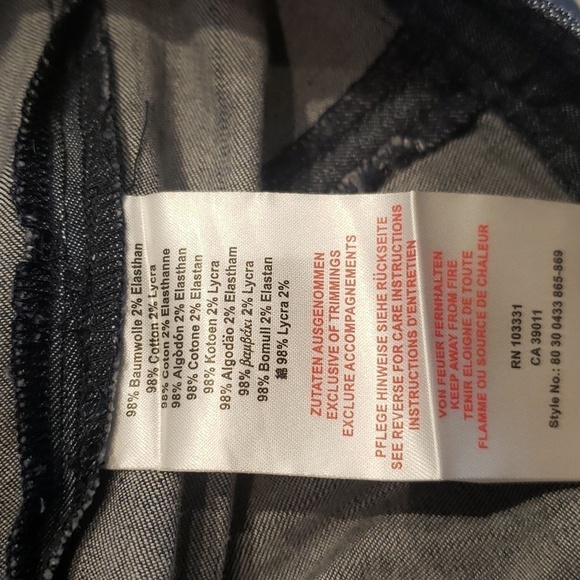 98% Baumwolle 2% Elasthan
98% Cotton 2% Lycra
98% Coton 2% Elasthanne
98% Algodón 2% Elasthan
98% Cotone 2% Elastan
98% Katoen 2% Lycra
98% Algodão 2% Elastham
98% βαμβάκι 2% Lycra
98% Bomull 2% Elastan
綿 98% Lycra 2%
ZUTATEN AUSGENOMMEN
EXCLUSIVE OF TRIMMINGS
EXCLURE ACCOMPAGNEMENTS
PFLEGE HINWEISE SIEHE RÜCKSEITE
SEE REVERSE FOR CARE INSTRUCTIONS
INSTRUCTIONS D'ENTRETIEN
VON FEUER FERNHALTEN
KEEP AWAY FROM FIRE
TENIR ELOIGNE DE TOUTE
FLAMME OU SOURCE DE CHALEUR
RN 103331
CA 39011
Style No.: 80 30 0433 865-869